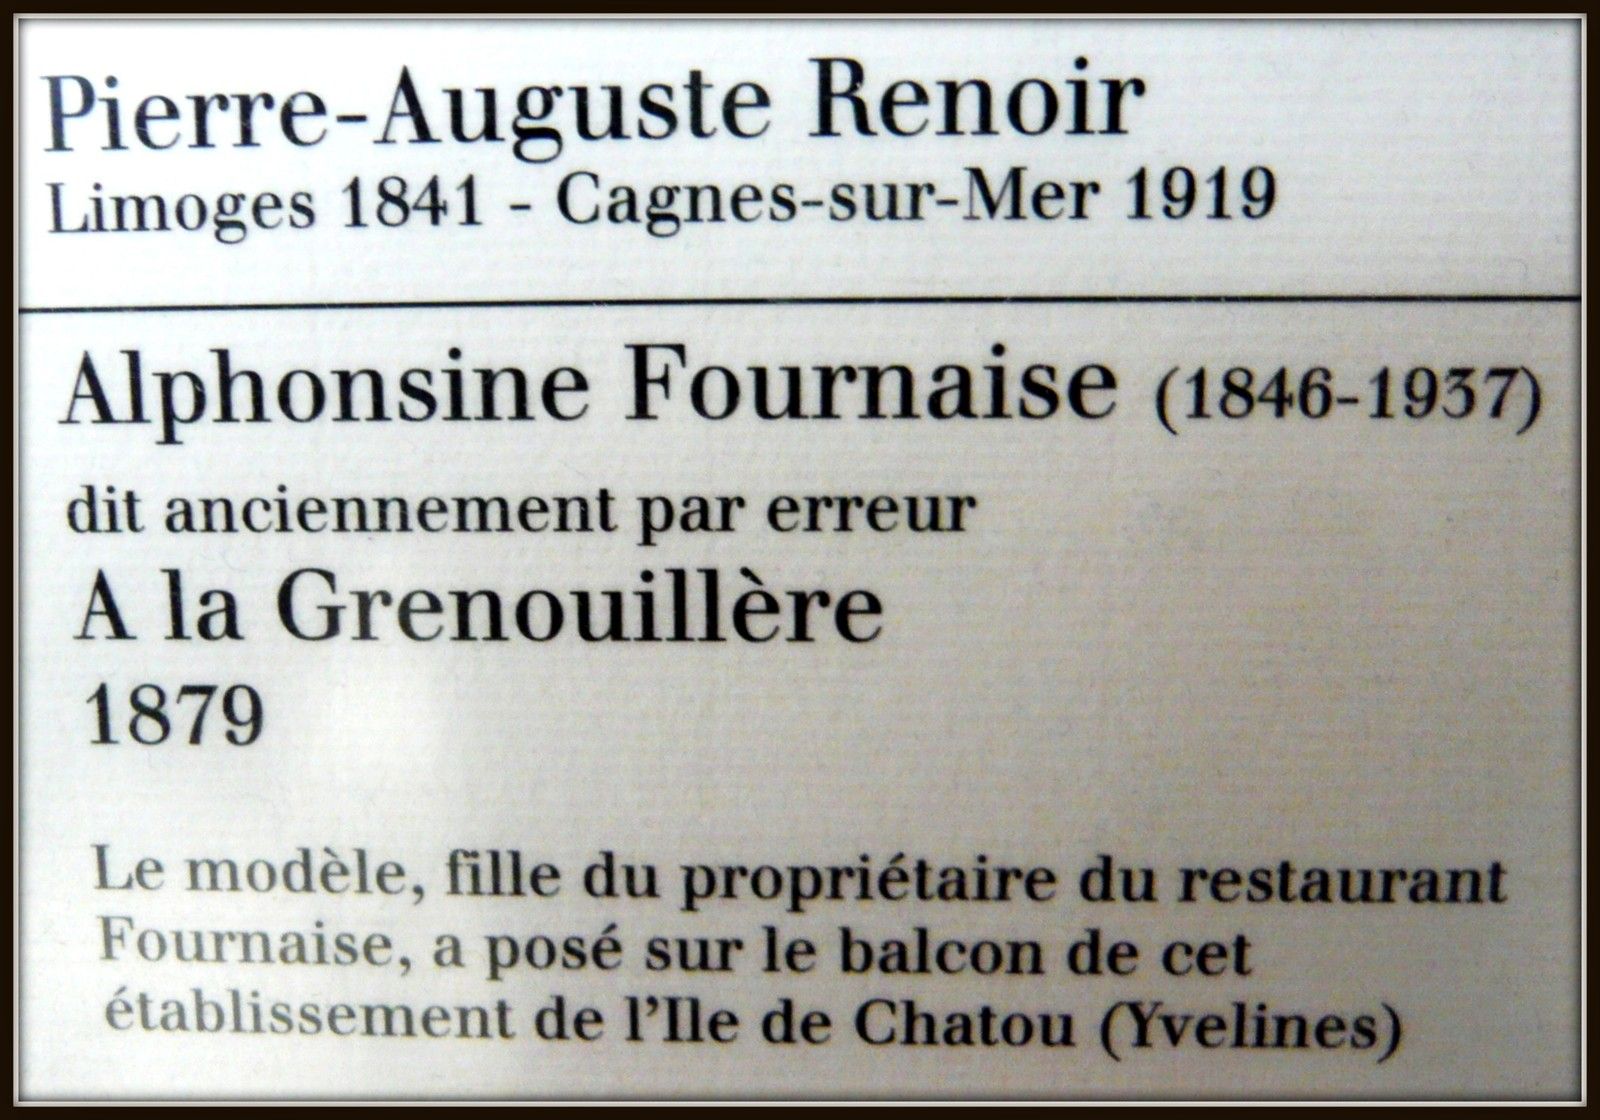 Pierre-Auguste Renoir
Limoges 1841 - Cagnes-sur-Mer 1919
Alphonsine Fournaise (1846-1937)
dit anciennement par erreur
A la Grenouillère
1879
Le modèle, fille du propriétaire du restaurant
Fournaise, a posé sur le balcon de cet
établissement de l’Ile de Chatou (Yvelines)